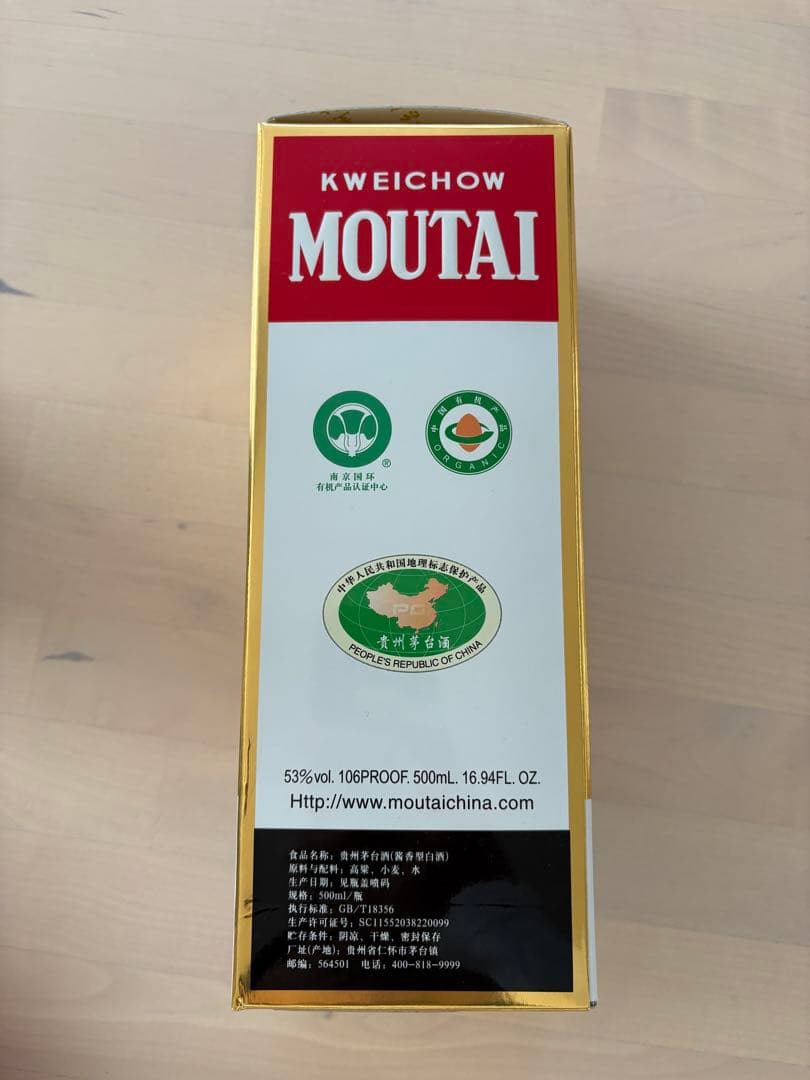 KWEICHOW
MOUTAI
南京国环
有机产品认证中心
®
中国有机产品
ORGANIC
中华人民共和国地理标志保护产品
PG
贵州茅台酒
PEOPLE'S REPUBLIC OF CHINA
53%vol. 106PROOF. 500mL. 16.94FL. OZ.
Http://www.moutaichina.com
食品名称：贵州茅台酒(酱香型白酒)
原料与配料：高粱、小麦、水
生产日期：见瓶盖喷码
规格：500ml/瓶
执行标准：GB/T18356
生产许可证号：SC11552038220099
贮存条件：阴凉、干燥、密封保存
厂址(产地)：贵州省仁怀市茅台镇
邮编：564501 电话：400-818-9999